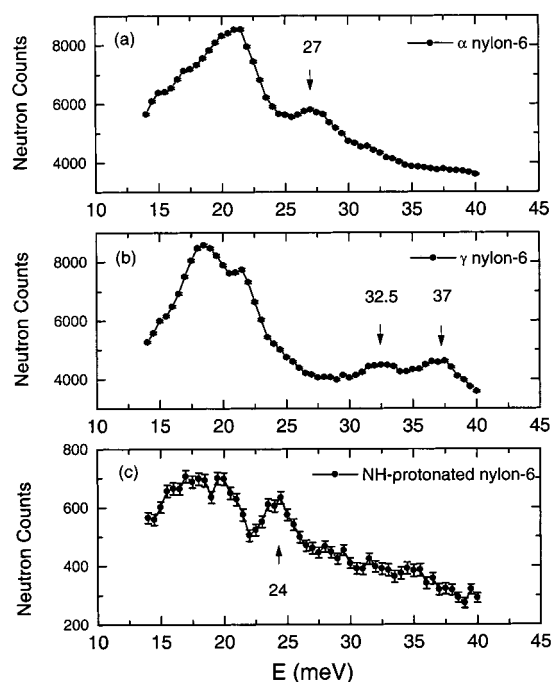 (a)
27
α nylon-6
Neutron Counts
8000
6000
4000
10 15 20 25 30 35 40 45
(b)
γ nylon-6
32.5 37
Neutron Counts
8000
6000
4000
10 15 20 25 30 35 40 45
(c)
NH-protonated nylon-6
24
Neutron Counts
800
600
400
200
10 15 20 25 30 35 40 45
E (meV)